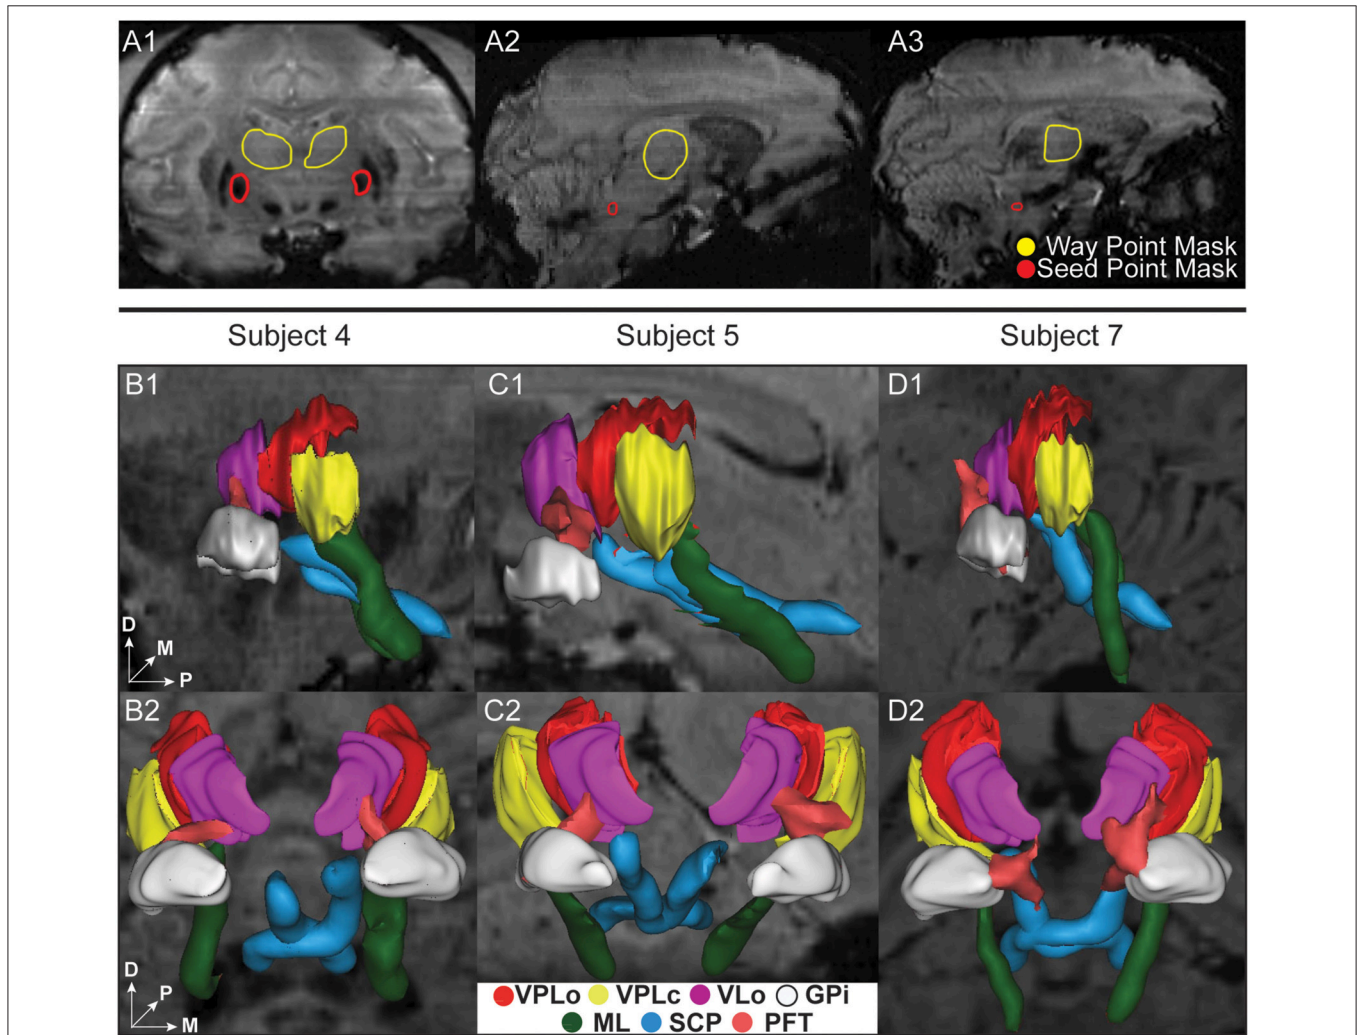 A1
A2
A3
Way Point Mask
Seed Point Mask
Subject 4
Subject 5
Subject 7
B1
C1
D1
D
M
P
B2
C2
D2
D
P
M
VPLo VPLc VLo GPi
ML SCP PFT